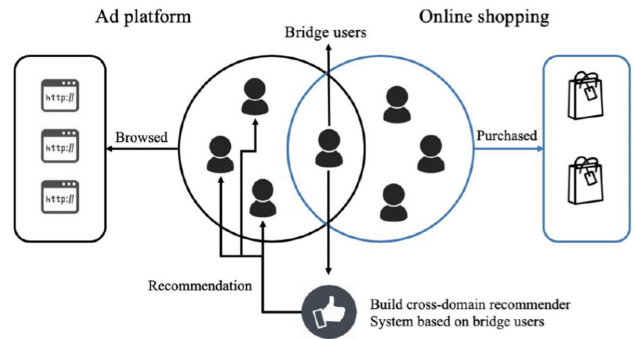 Ad platform
Bridge users
Online shopping
http://
http://
http://
Browsed
Purchased
Recommendation
Build cross-domain recommender
System based on bridge users